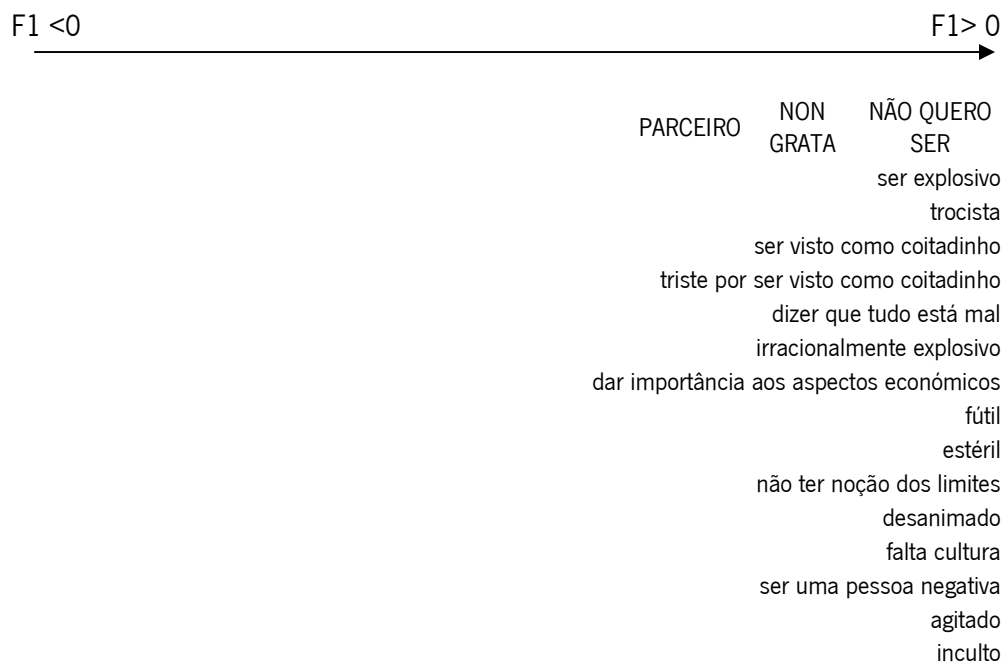 F1 <0 F1> 0
PARCEIRO NON GRATA NÃO QUERO SER
ser explosivo
trocista
ser visto como coitadinho
triste por ser visto como coitadinho
dizer que tudo está mal
irracionalmente explosivo
dar importância aos aspectos económicos
fútil
estéril
não ter noção dos limites
desanimado
falta cultura
ser uma pessoa negativa
agitado
inculto